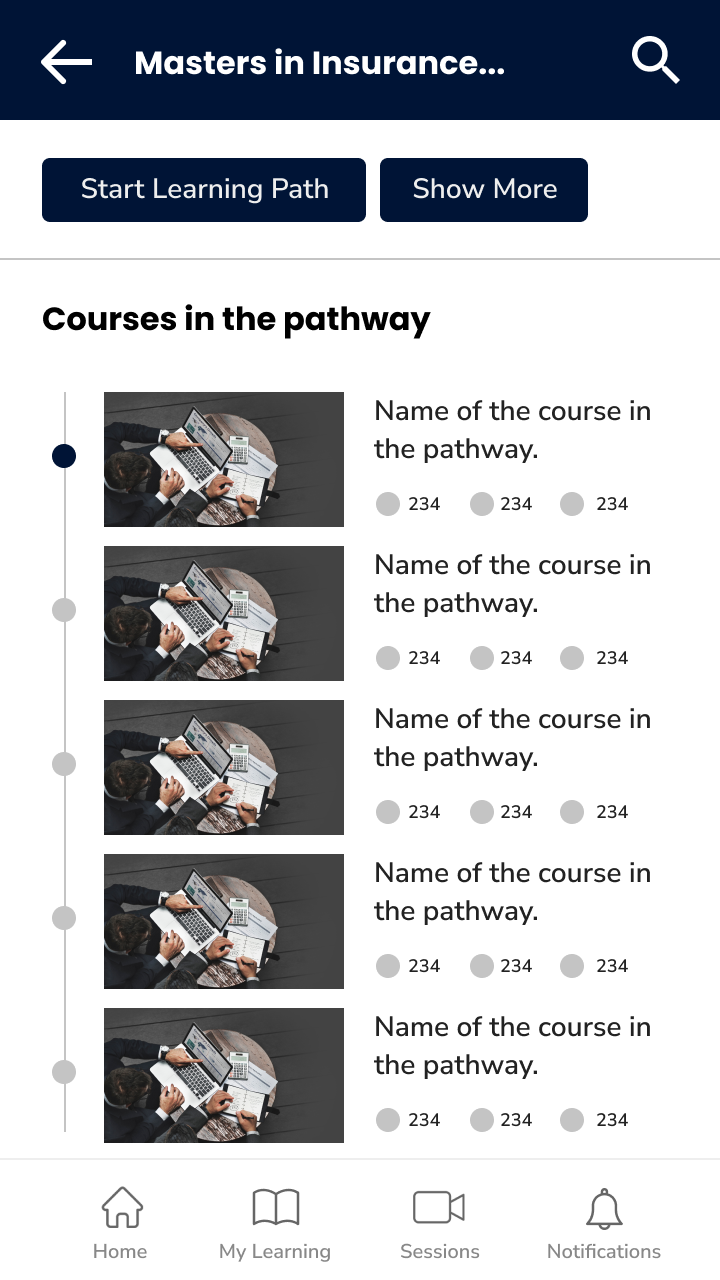 Masters in Insurance...
Start Learning Path
Show More
Courses in the pathway
Name of the course in
the pathway.
234 234 234
Name of the course in
the pathway.
234 234 234
Name of the course in
the pathway.
234 234 234
Name of the course in
the pathway.
234 234 234
Name of the course in
the pathway.
234 234 234
Home
My Learning
Sessions
Notifications